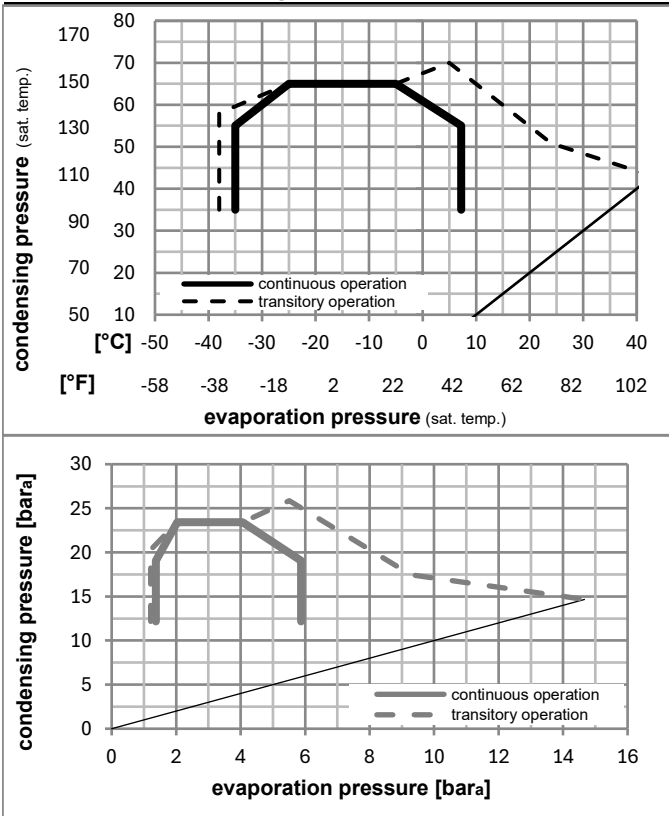 condensing pressure (sat. temp.)
170 80
70
150 60
130 50
110 40
90 30
70 20
50 10
continuous operation
transitory operation
[°C] -50 -40 -30 -20 -10 0 10 20 30 40
[°F] -58 -38 -18 2 22 42 62 82 102
evaporation pressure (sat. temp.)
condensing pressure [bara]
30
25
20
15
10
5
0
continuous operation
transitory operation
0 2 4 6 8 10 12 14 16
evaporation pressure [bara]